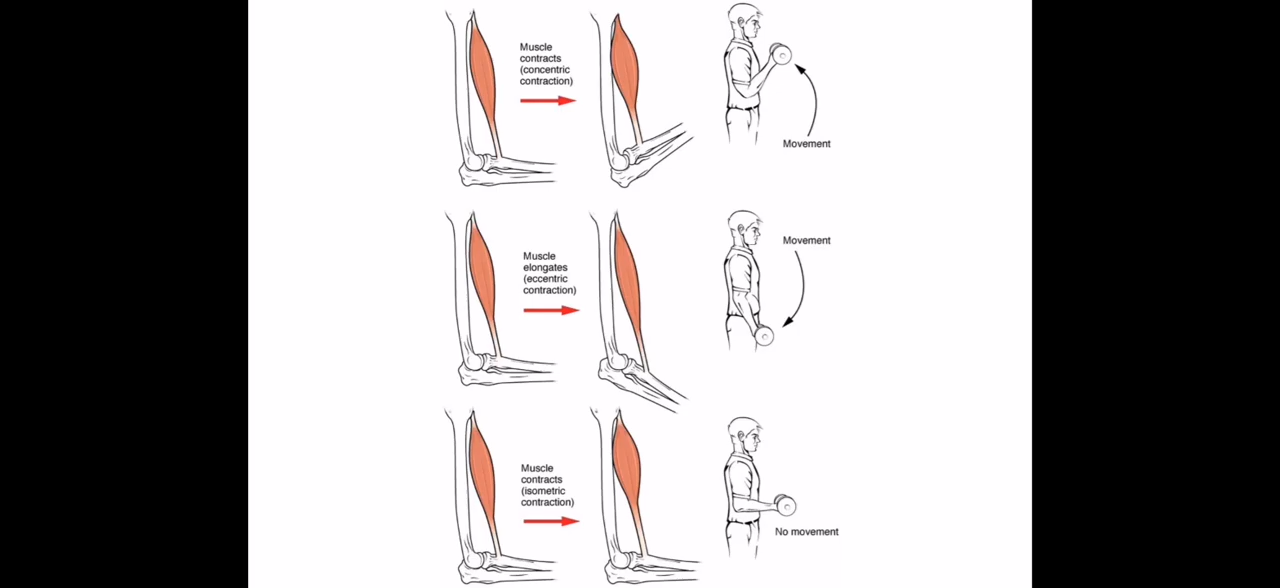 Muscle
contracts
(concentric
contraction)
Movement
Muscle
elongates
(eccentric
contraction)
Movement
Muscle
contracts
(isometric
contraction)
No movement